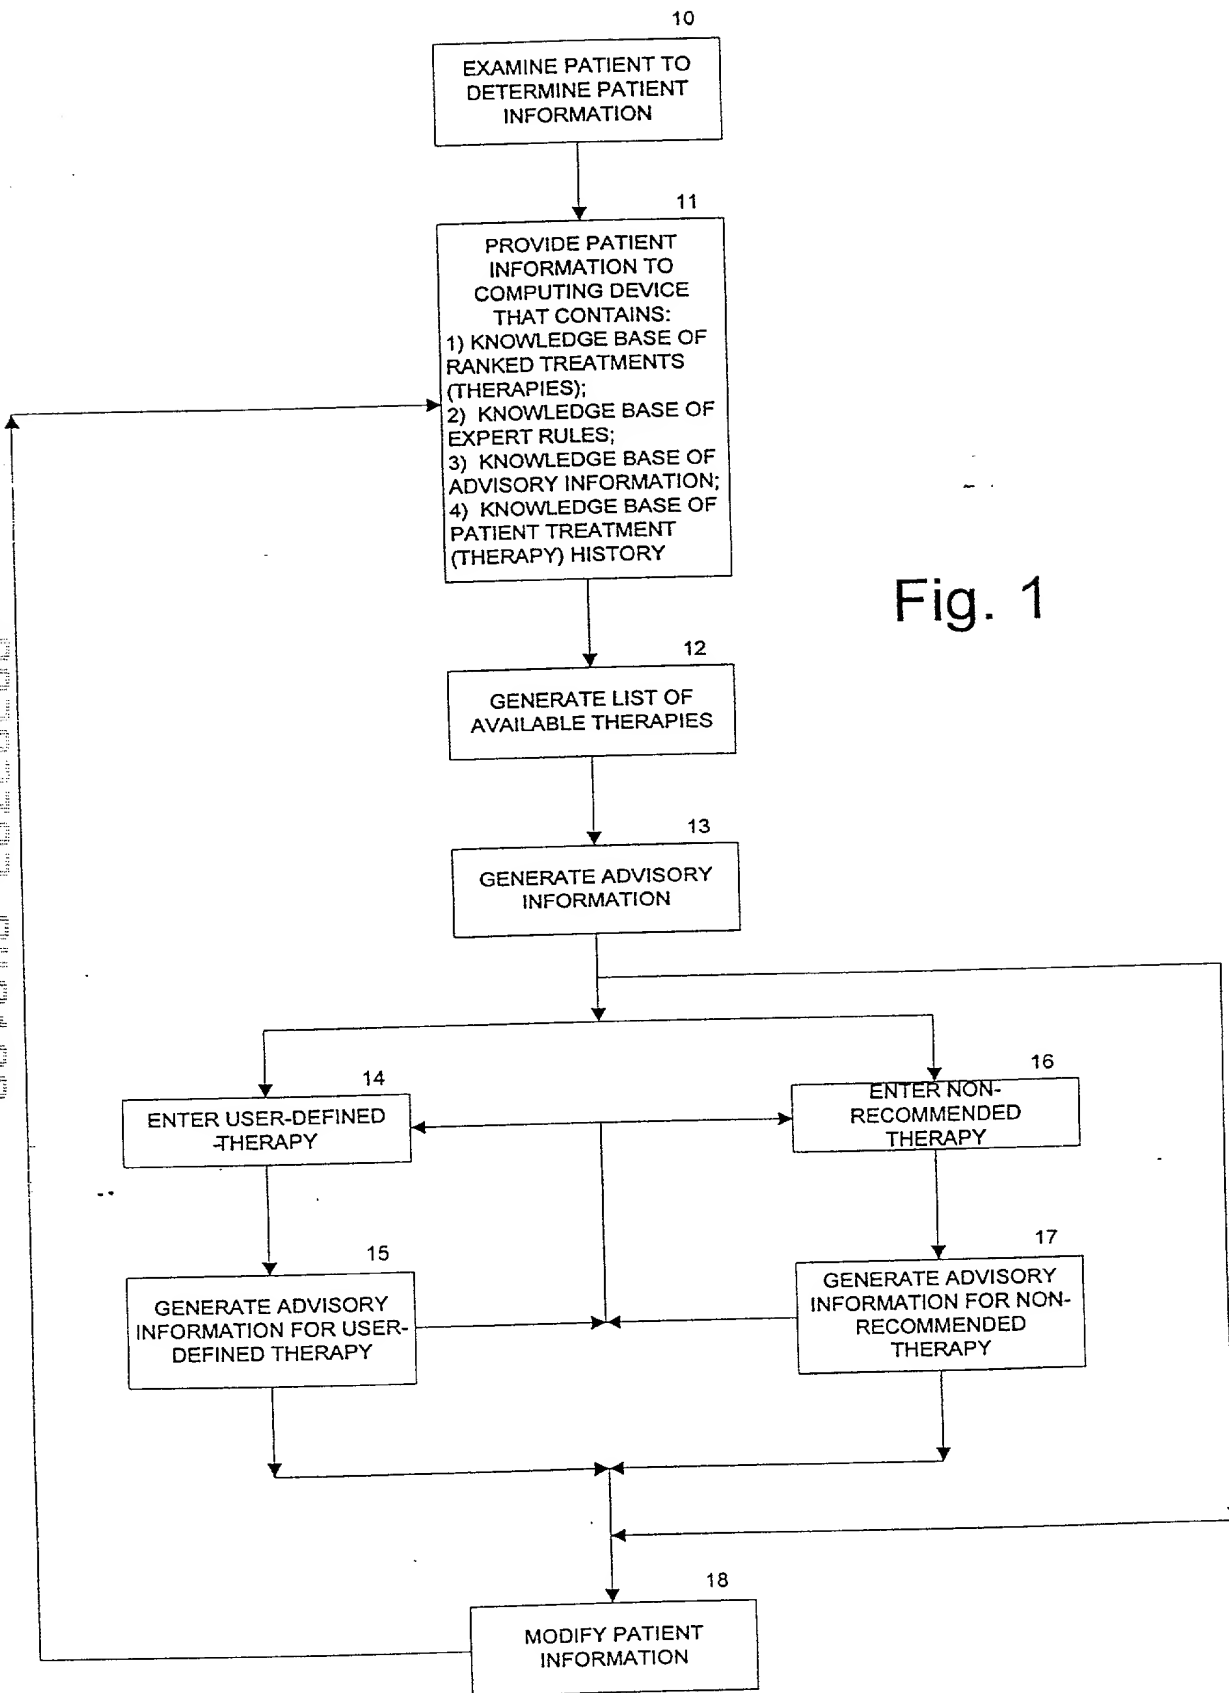 10
EXAMINE PATIENT TO
DETERMINE PATIENT
INFORMATION
11
PROVIDE PATIENT
INFORMATION TO
COMPUTING DEVICE
THAT CONTAINS:
1) KNOWLEDGE BASE OF
RANKED TREATMENTS
(THERAPIES);
2) KNOWLEDGE BASE OF
EXPERT RULES;
3) KNOWLEDGE BASE OF
ADVISORY INFORMATION;
4) KNOWLEDGE BASE OF
PATIENT TREATMENT
(THERAPY) HISTORY
Fig. 1
12
GENERATE LIST OF
AVAILABLE THERAPIES
13
GENERATE ADVISORY
INFORMATION
14
ENTER USER-DEFINED
THERAPY
16
ENTER NON-
RECOMMENDED
THERAPY
15
GENERATE ADVISORY
INFORMATION FOR USER-
DEFINED THERAPY
17
GENERATE ADVISORY
INFORMATION FOR NON-
RECOMMENDED
THERAPY
18
MODIFY PATIENT
INFORMATION